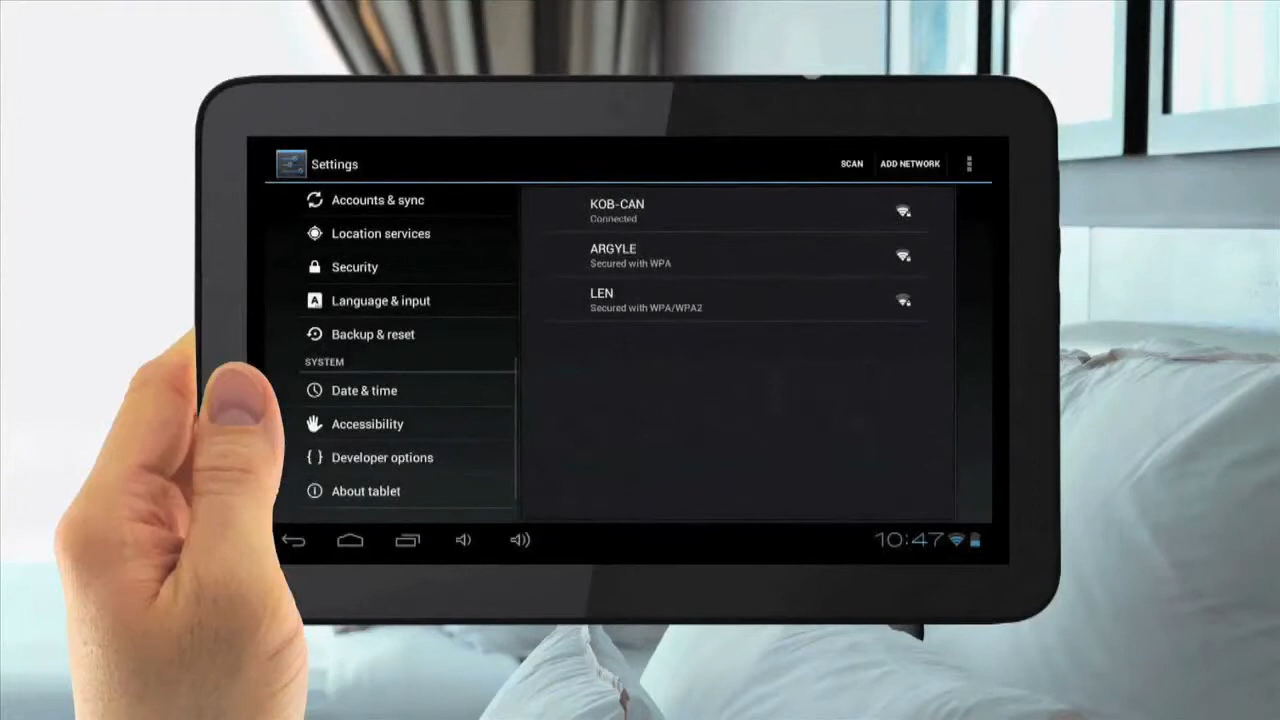 Settings
SCAN
ADD NETWORK
Accounts & sync
Location services
Security
A Language & input
Backup & reset
SYSTEM
Date & time
Accessibility
{ } Developer options
About tablet
KOB-CAN
Connected
ARGYLE
Secured with WPA
LEN
Secured with WPA/WPA2
10:47